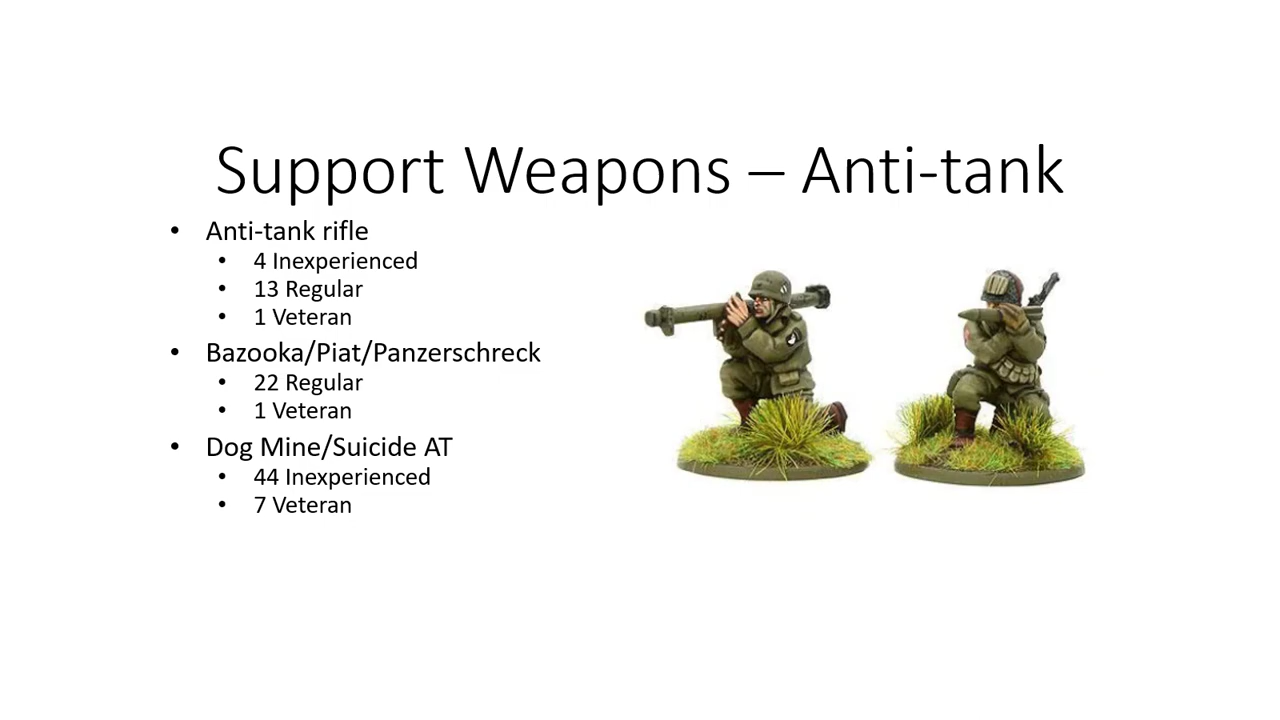 Support Weapons – Anti-tank
• Anti-tank rifle
• 4 Inexperienced
• 13 Regular
• 1 Veteran
• Bazooka/Piat/Panzerschreck
• 22 Regular
• 1 Veteran
• Dog Mine/Suicide AT
• 44 Inexperienced
• 7 Veteran